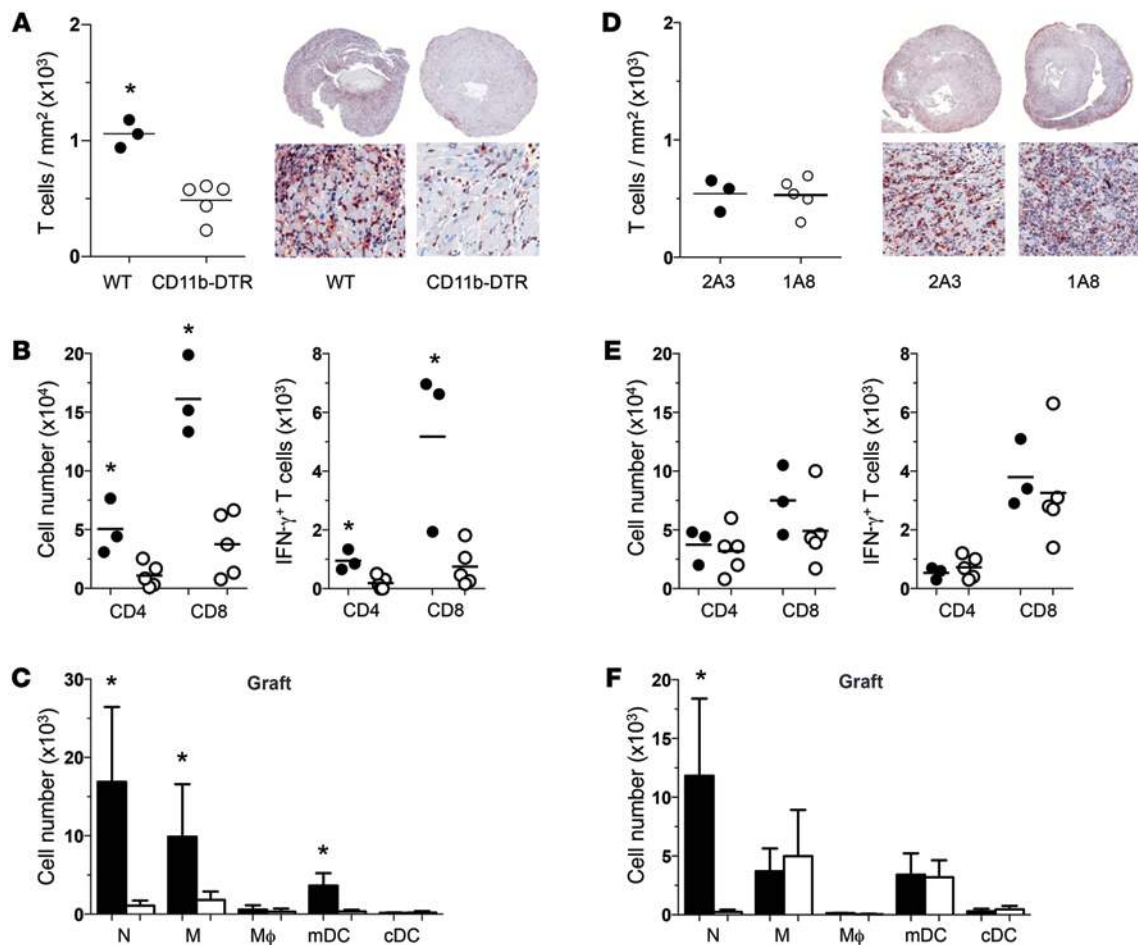 A
T cells / mm² (x10³)
2
1
0
*
WT
CD11b-DTR
WT
CD11b-DTR
D
T cells / mm² (x10³)
2
1
0
2A3
1A8
2A3
1A8
B
Cell number (x10⁴)
20
15
10
5
0
*
*
CD4
CD8
IFN-γ⁺ T cells (x10³)
8
6
4
2
0
*
*
CD4
CD8
E
Cell number (x10⁴)
20
15
10
5
0
CD4
CD8
IFN-γ⁺ T cells (x10³)
8
6
4
2
0
CD4
CD8
C
Graft
Cell number (x10³)
30
20
10
0
*
*
*
N
M
Mφ
mDC
cDC
F
Graft
Cell number (x10³)
20
15
10
5
0
*
N
M
Mφ
mDC
cDC